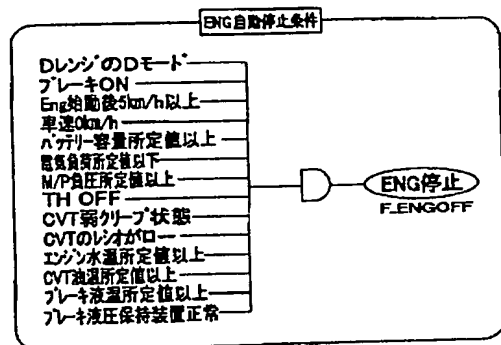 ENG自動停止条件
DレンジのDモード
ブレーキON
Eng始動後5km/h以上
車速0km/h
バッテリー容量所定値以上
電気負荷所定値以下
M/P負圧所定値以上
TH OFF
CVT弱クリープ状態
CVTのレシオがロー
エンジン水温所定値以上
CVT油温所定値以上
ブレーキ液温所定値以上
ブレーキ液圧保持装置正常
ENG停止
F_ENGOFF